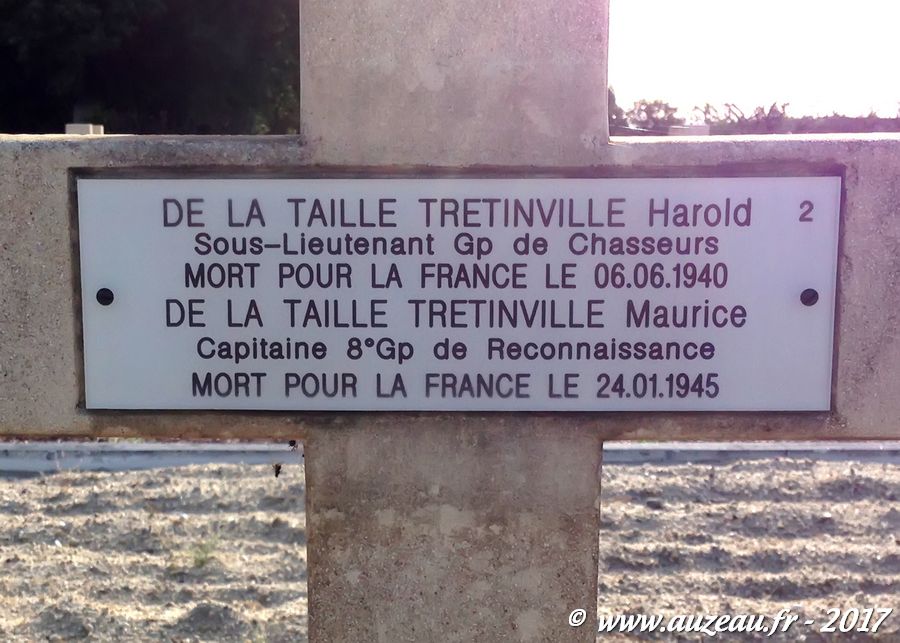 DE LA TAILLE TRETINVILLE Harold 2
Sous-Lieutenant Gp de Chasseurs
MORT POUR LA FRANCE LE 06.06.1940
DE LA TAILLE TRETINVILLE Maurice
Capitaine 8°Gp de Reconnaissance
MORT POUR LA FRANCE LE 24.01.1945
© www.auzeau.fr - 2017